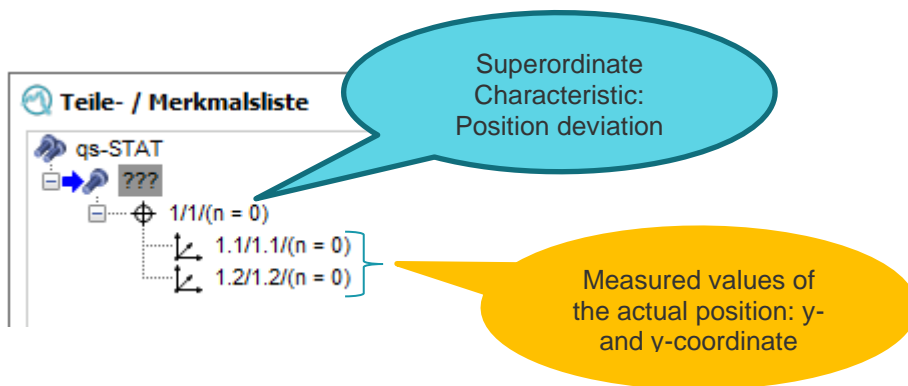 Superordinate
Characteristic:
Position deviation
Teile- / Merkmalsliste
qs-STAT
???
1/1/(n = 0)
1.1/1.1/(n = 0)
1.2/1.2/(n = 0)
Measured values of
the actual position: y-
and y-coordinate